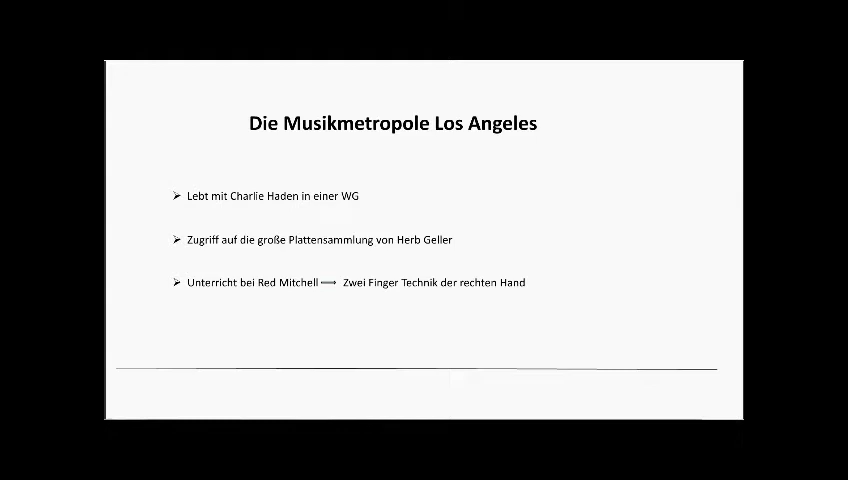 Die Musikmetropole Los Angeles
➢ Lebt mit Charlie Haden in einer WG
➢ Zugriff auf die große Plattensammlung von Herb Geller
➢ Unterricht bei Red Mitchell ⟹ Zwei Finger Technik der rechten Hand